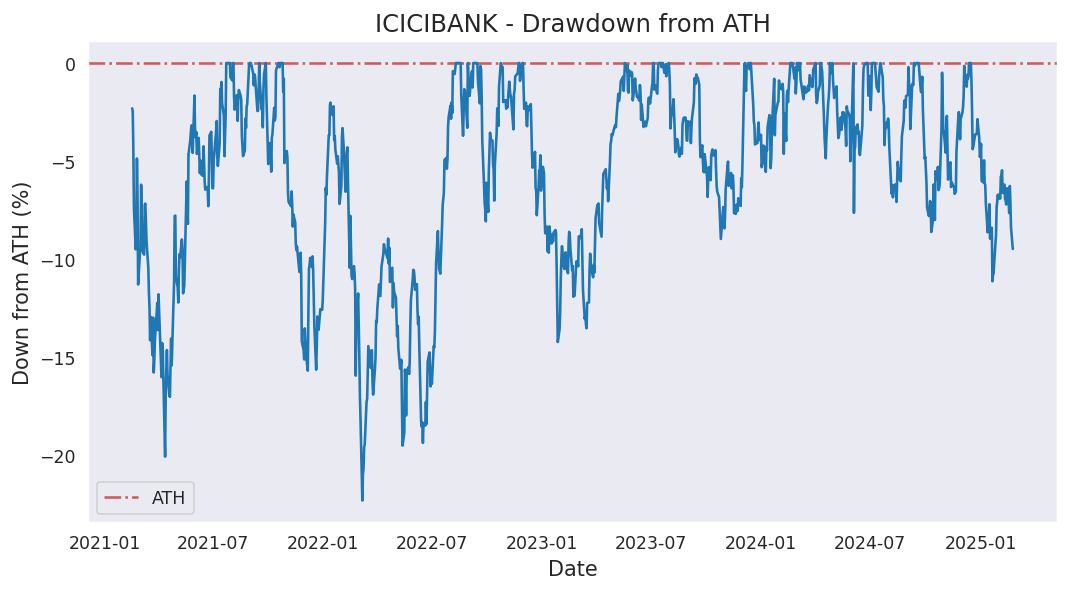 ICICIBANK - Drawdown from ATH
Down from ATH (%)
0
−5
−10
−15
−20
ATH
2021-01 2021-07 2022-01 2022-07 2023-01 2023-07 2024-01 2024-07 2025-01
Date